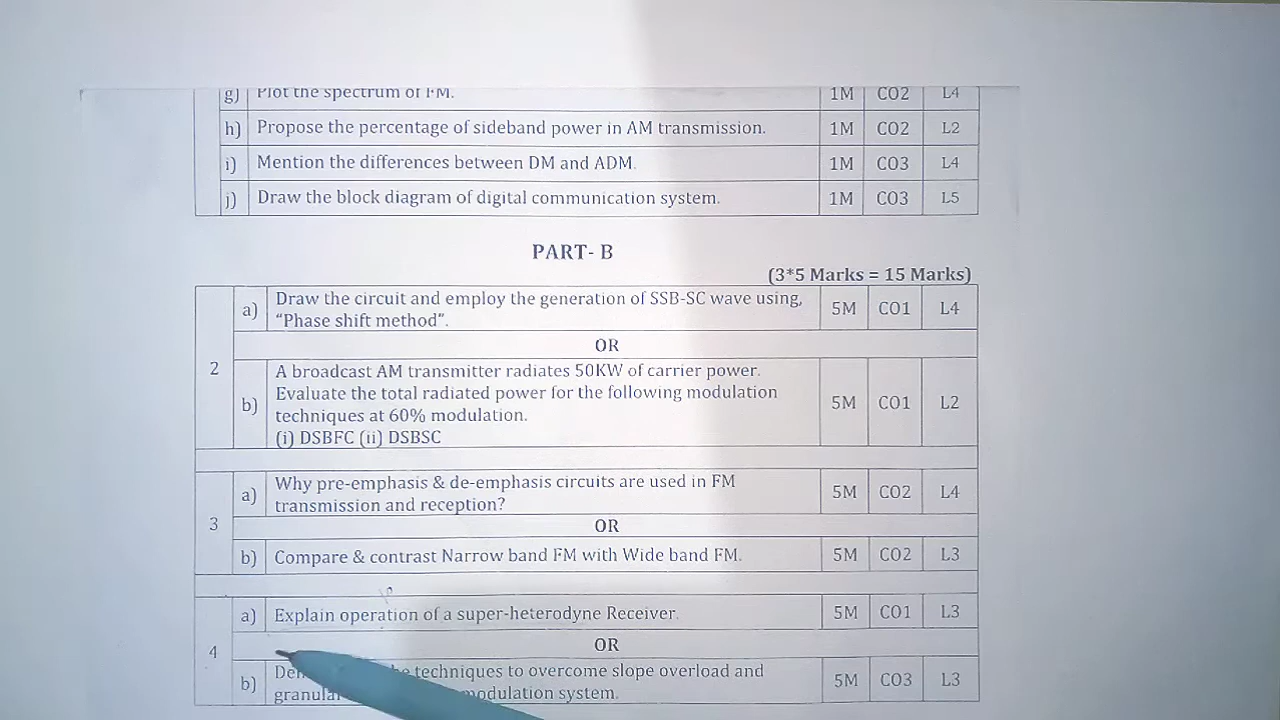 g) Plot the spectrum of FM. 1M CO2 L4
h) Propose the percentage of sideband power in AM transmission. 1M CO2 L2
i) Mention the differences between DM and ADM. 1M CO3 L4
j) Draw the block diagram of digital communication system. 1M CO3 L5
PART- B
(3*5 Marks = 15 Marks)
2 a) Draw the circuit and employ the generation of SSB-SC wave using, 5M CO1 L4
“Phase shift method”.
OR
b) A broadcast AM transmitter radiates 50KW of carrier power. 5M CO1 L2
Evaluate the total radiated power for the following modulation
techniques at 60% modulation.
(i) DSBFC (ii) DSBSC
3 a) Why pre-emphasis & de-emphasis circuits are used in FM 5M CO2 L4
transmission and reception?
OR
b) Compare & contrast Narrow band FM with Wide band FM. 5M CO2 L3
4 a) Explain operation of a super-heterodyne Receiver. 5M CO1 L3
OR
b) techniques to overcome slope overload and 5M CO3 L3
system.